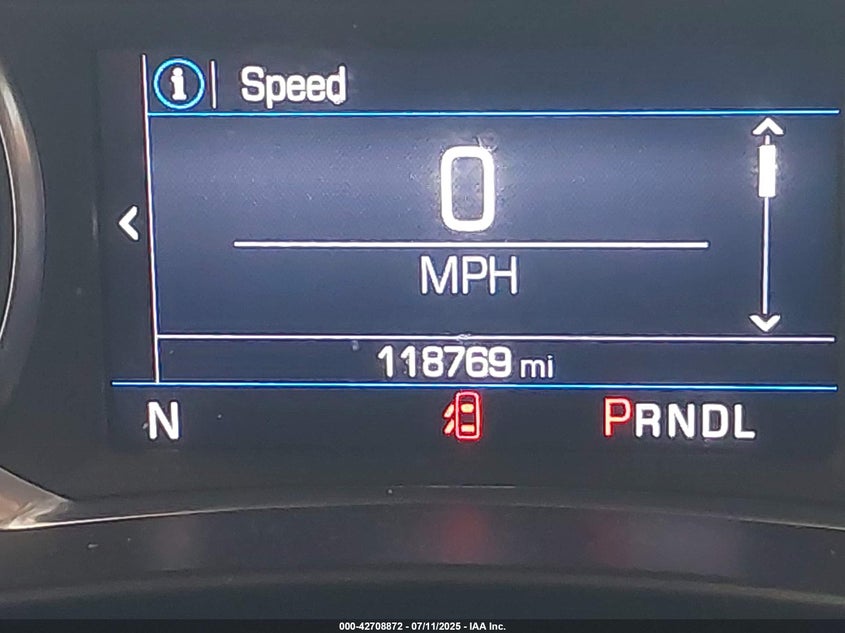 i Speed
0
MPH
118769 mi
N PRNDL
000-42708872 - 07/11/2025 - IAA Inc.